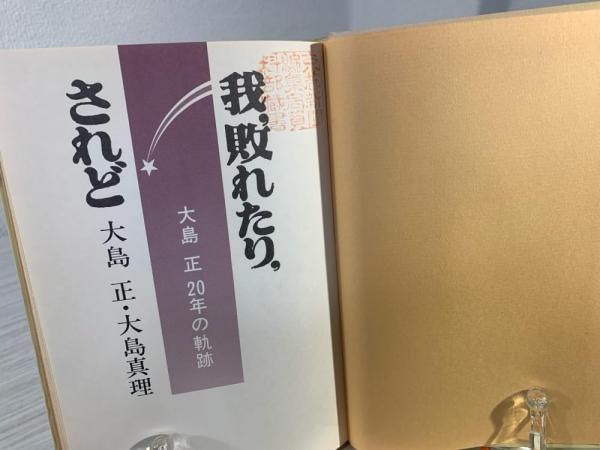 我、敗れたり、
されど
大島 正 20年の軌跡
大島 正・大島真理